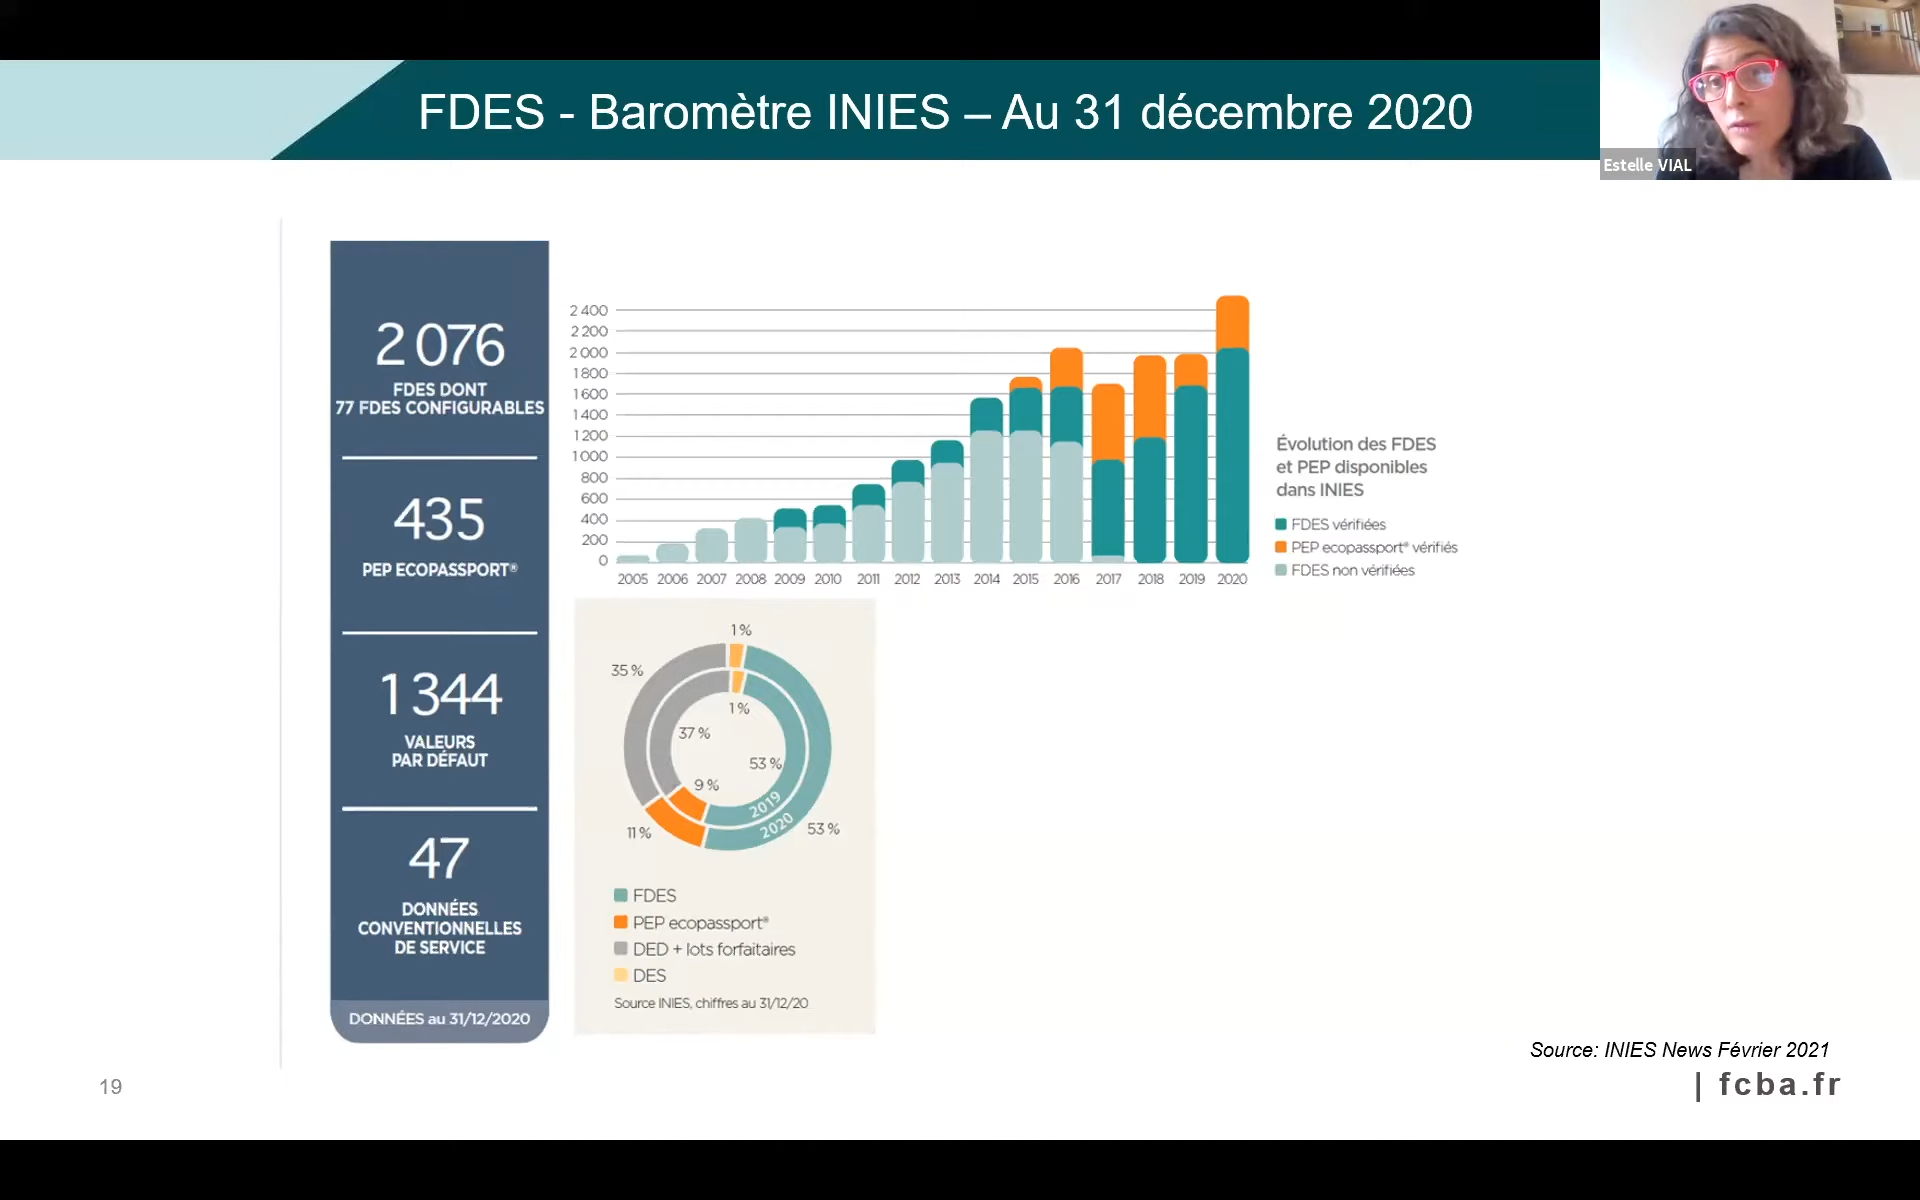 FDES - Baromètre INIES – Au 31 décembre 2020
Estelle VIAL
2 076
FDES DONT
77 FDES CONFIGURABLES
435
PEP ECOPASSPORT®
1 344
VALEURS
PAR DÉFAUT
47
DONNÉES
CONVENTIONNELLES
DE SERVICE
DONNÉES au 31/12/2020
2 400
2 200
2 000
1 800
1 600
1 400
1 200
1 000
800
600
400
200
0
2005 2006 2007 2008 2009 2010 2011 2012 2013 2014 2015 2016 2017 2018 2019 2020
Évolution des FDES
et PEP disponibles
dans INIES
FDES vérifiées
PEP ecopassport® vérifiés
FDES non vérifiées
1 %
35 %
1 %
37 %
53 %
9 %
2019
2020
11 %
53 %
FDES
PEP ecopassport®
DED + lots forfaitaires
DES
Source INIES, chiffres au 31/12/20
Source: INIES News Février 2021
19
| fcba.fr